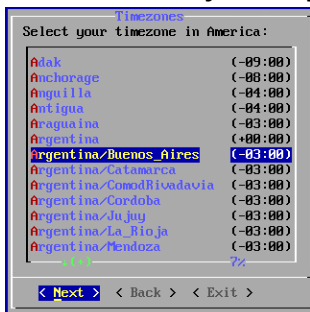 Timezones
Select your timezone in America:
Adak (-09:00)
Anchorage (-08:00)
Anguilla (-04:00)
Antigua (-04:00)
Araguaina (-03:00)
Argentina (+00:00)
Argentina/Buenos_Aires (-03:00)
Argentina/Catamarca (-03:00)
Argentina/ComodRivadavia (-03:00)
Argentina/Cordoba (-03:00)
Argentina/Jujuy (-03:00)
Argentina/La_Rioja (-03:00)
Argentina/Mendoza (-03:00)
↓(+) 7%
< Next > < Back > < Exit >